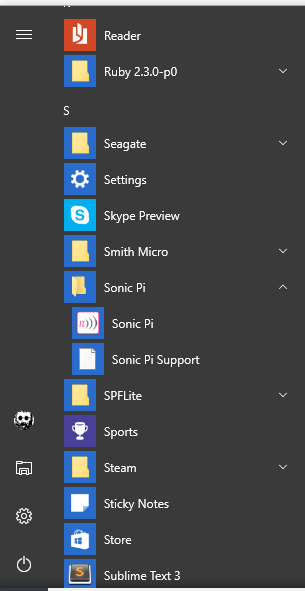 Reader
Ruby 2.3.0-p0
S
Seagate
Settings
Skype Preview
Smith Micro
Sonic Pi
Sonic Pi
Sonic Pi Support
SPFLite
Sports
Steam
Sticky Notes
Store
Sublime Text 3